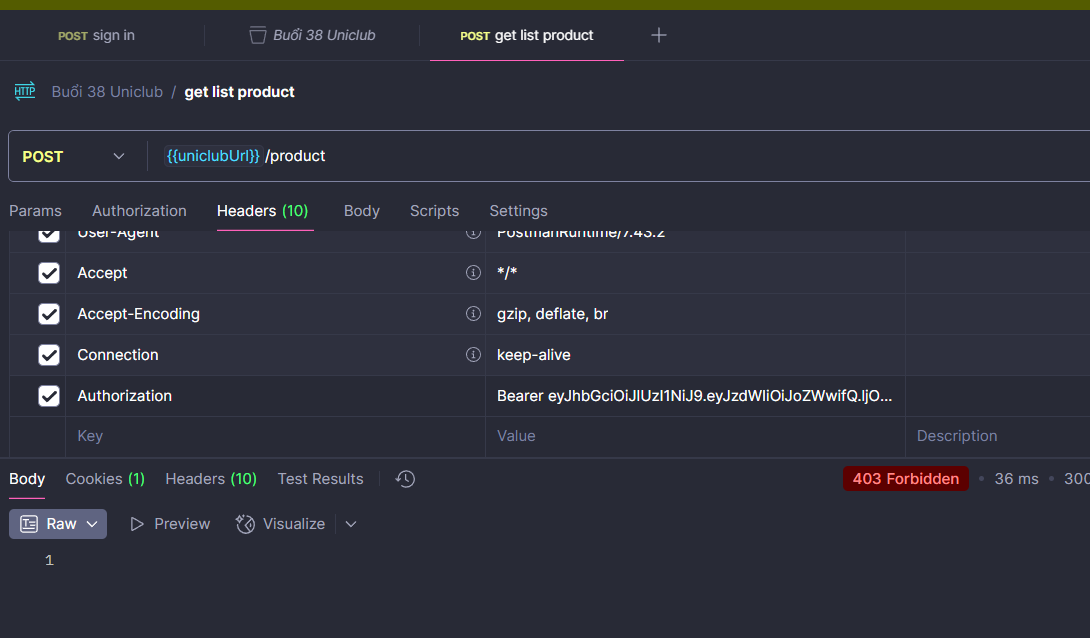 POST sign in
Buổi 38 Uniclub
POST get list product
HTTP Buổi 38 Uniclub / get list product
POST {{uniclubUrl}} /product
Params Authorization Headers (10) Body Scripts Settings
User-Agent PostmanRuntime/7.43.2
Accept */*
Accept-Encoding gzip, deflate, br
Connection keep-alive
Authorization Bearer eyJhbGciOiJIUzI1NiJ9.eyJzdWIiOiJoZWwifQ.ljO...
Key Value Description
Body Cookies (1) Headers (10) Test Results 403 Forbidden • 36 ms • 300
Raw Preview Visualize
1